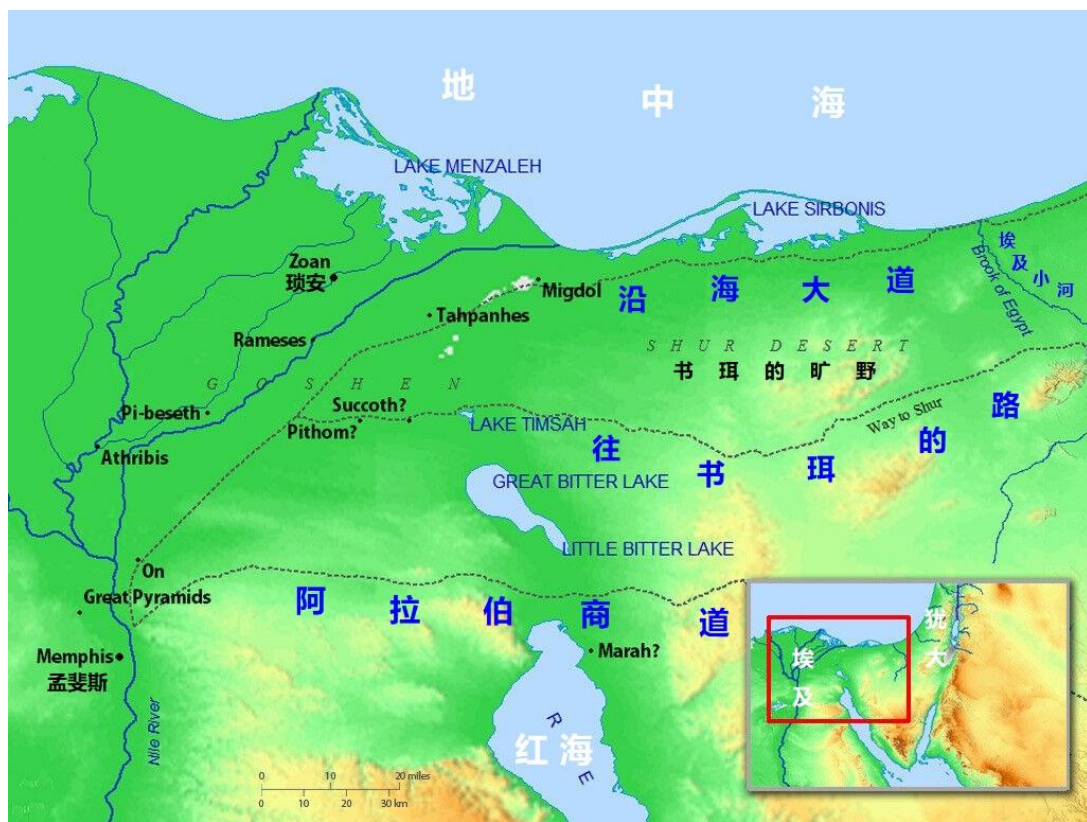 地中海
LAKE MENZALEH
LAKE SIRBONIS
埃及小河
Brook of Egypt
Zoan
琐安
Migdol
沿海大道
Tahpanhes
Rameses
SHUR DESERT
书珥的旷野
GOSHEN
Pi-beseth
Succoth?
Pithom?
LAKE TIMSAH
Way to Shur
往书珥的路
Athribis
GREAT BITTER LAKE
LITTLE BITTER LAKE
On
Great Pyramids
阿拉伯商道
Marah?
Memphis
孟斐斯
Nile River
红海
R E
0 10 20 miles
0 10 20 30 km
犹大
埃及